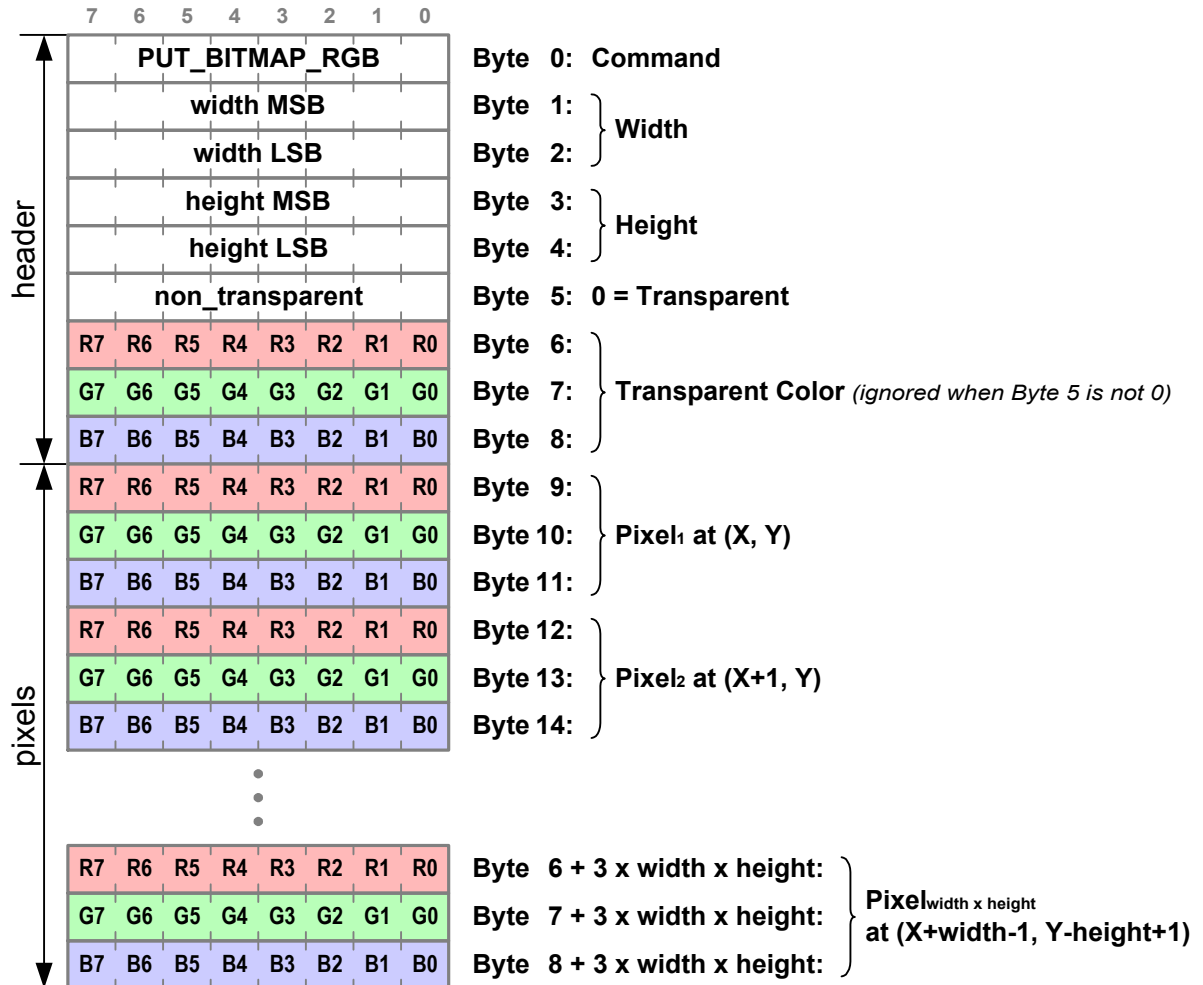 7 6 5 4 3 2 1 0
header
PUT_BITMAP_RGB Byte 0: Command
width MSB Byte 1:
Width
width LSB Byte 2:
height MSB Byte 3:
Height
height LSB Byte 4:
non_transparent Byte 5: 0 = Transparent
R7 R6 R5 R4 R3 R2 R1 R0 Byte 6:
G7 G6 G5 G4 G3 G2 G1 G0 Byte 7: Transparent Color (ignored when Byte 5 is not 0)
B7 B6 B5 B4 B3 B2 B1 B0 Byte 8:
pixels
R7 R6 R5 R4 R3 R2 R1 R0 Byte 9:
G7 G6 G5 G4 G3 G2 G1 G0 Byte 10: Pixel1 at (X, Y)
B7 B6 B5 B4 B3 B2 B1 B0 Byte 11:
R7 R6 R5 R4 R3 R2 R1 R0 Byte 12:
G7 G6 G5 G4 G3 G2 G1 G0 Byte 13: Pixel2 at (X+1, Y)
B7 B6 B5 B4 B3 B2 B1 B0 Byte 14:
R7 R6 R5 R4 R3 R2 R1 R0 Byte 6 + 3 x width x height:
G7 G6 G5 G4 G3 G2 G1 G0 Byte 7 + 3 x width x height:
Pixelwidth x height
at (X+width-1, Y-height+1)
B7 B6 B5 B4 B3 B2 B1 B0 Byte 8 + 3 x width x height: